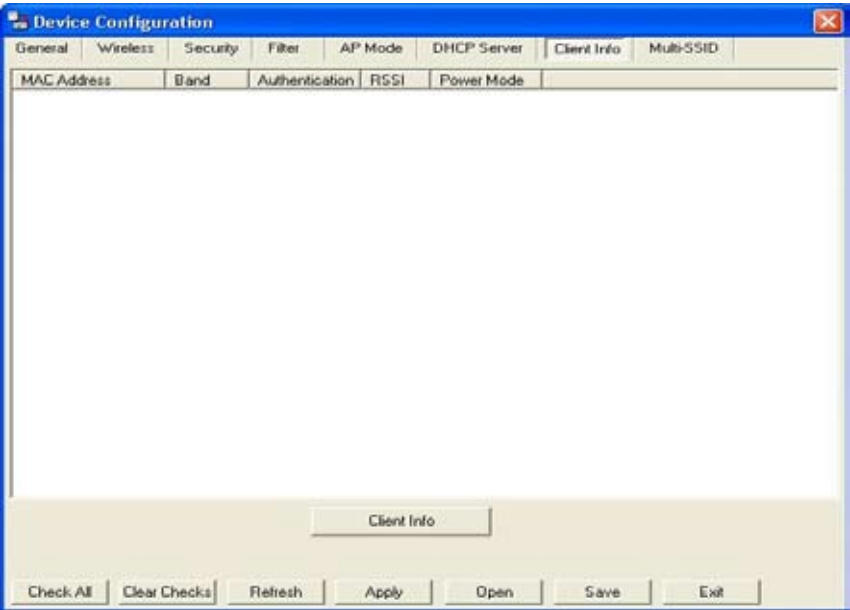 Device Configuration
General Wireless Security Filter AP Mode DHCP Server Client Info Multi-SSID
MAC Address Band Authentication RSSI Power Mode
Client Info
Check All Clear Checks Refresh Apply Open Save Exit